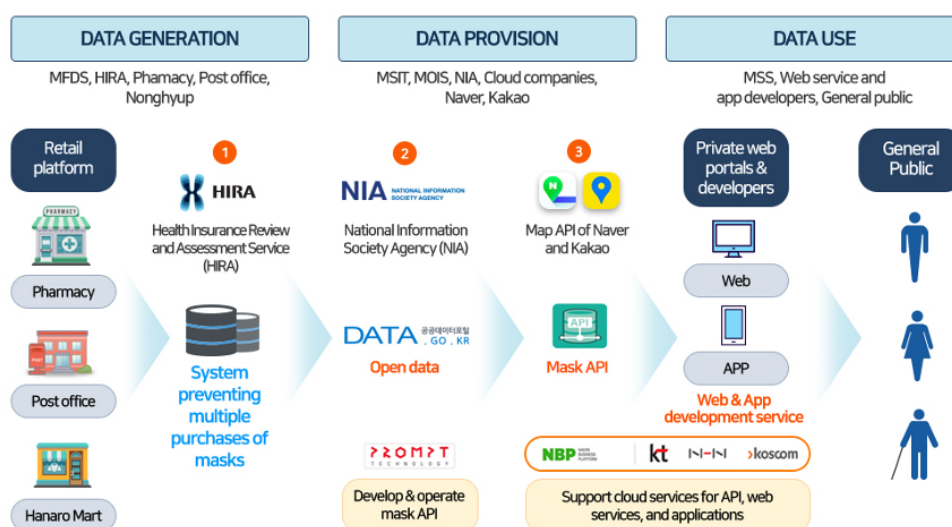 DATA GENERATION
DATA PROVISION
DATA USE
MFDS, HIRA, Phamacy, Post office,
Nonghyup
MSIT, MOIS, NIA, Cloud companies,
Naver, Kakao
MSS, Web service and
app developers, General public
Retail
platform
PHARMACY
Pharmacy
POST
Post office
Hanaro Mart
1
HIRA
Health Insurance Review
and Assessment Service
(HIRA)
System
preventing
multiple
purchases of
masks
2
NIA NATIONAL INFORMATION
SOCIETY AGENCY
National Information
Society Agency (NIA)
DATA 공공데이터포털
.GO.KR
Open data
PROMPT
TECHNOLOGY
Develop & operate
mask API
3
N
Map API of Naver
and Kakao
API
Mask API
NBP NAVER
BUSINESS
PLATFORM
kt
NHN
koscom
Support cloud services for API, web
services, and applications
Private web
portals &
developers
Web
APP
Web & App
development service
General
Public